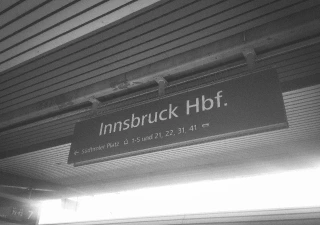 Innsbruck Hbf.
← Südtiroler Platz ü. 1-5 und 21, 22, 31, 41 →